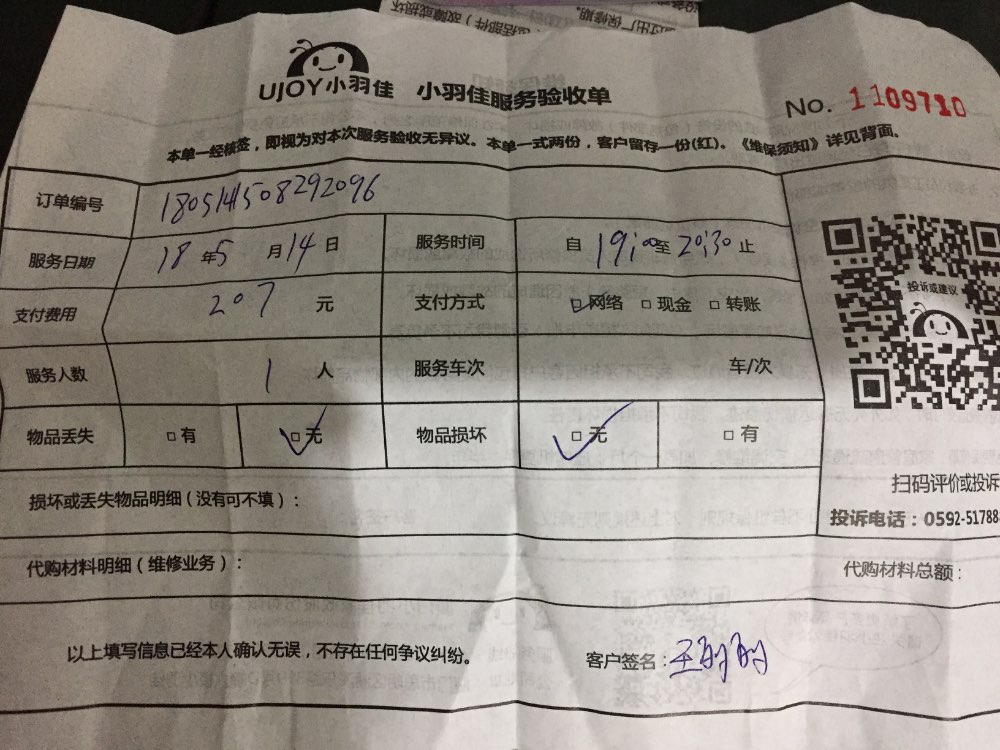 UJOY小羽佳 小羽佳服务验收单
No. 1109710
本单一经核签，即视为对本次服务验收无异议。本单一式两份，客户留存一份(红)。《维保须知》详见背面。
订单编号 1805141508292096
服务日期 18 年 5 月 14 日 服务时间 自 19:00 至 20:30 止
支付费用 207 元 支付方式 ☑网络 □现金 □转账
服务人数 1 人 服务车次 车/次
物品丢失 □有 ☑无 物品损坏 ☑无 □有
投诉或建议
扫码评价或投诉
投诉电话：0592-51788
损坏或丢失物品明细（没有可不填）：
代购材料明细（维修业务）： 代购材料总额：
以上填写信息已经本人确认无误，不存在任何争议纠纷。 客户签名：